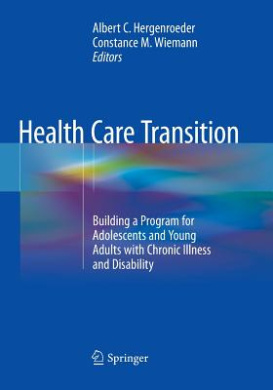 Albert C. Hergenroeder
Constance M. Wiemann
Editors
Health Care Transition
Building a Program for
Adolescents and Young
Adults with Chronic Illness
and Disability
Springer